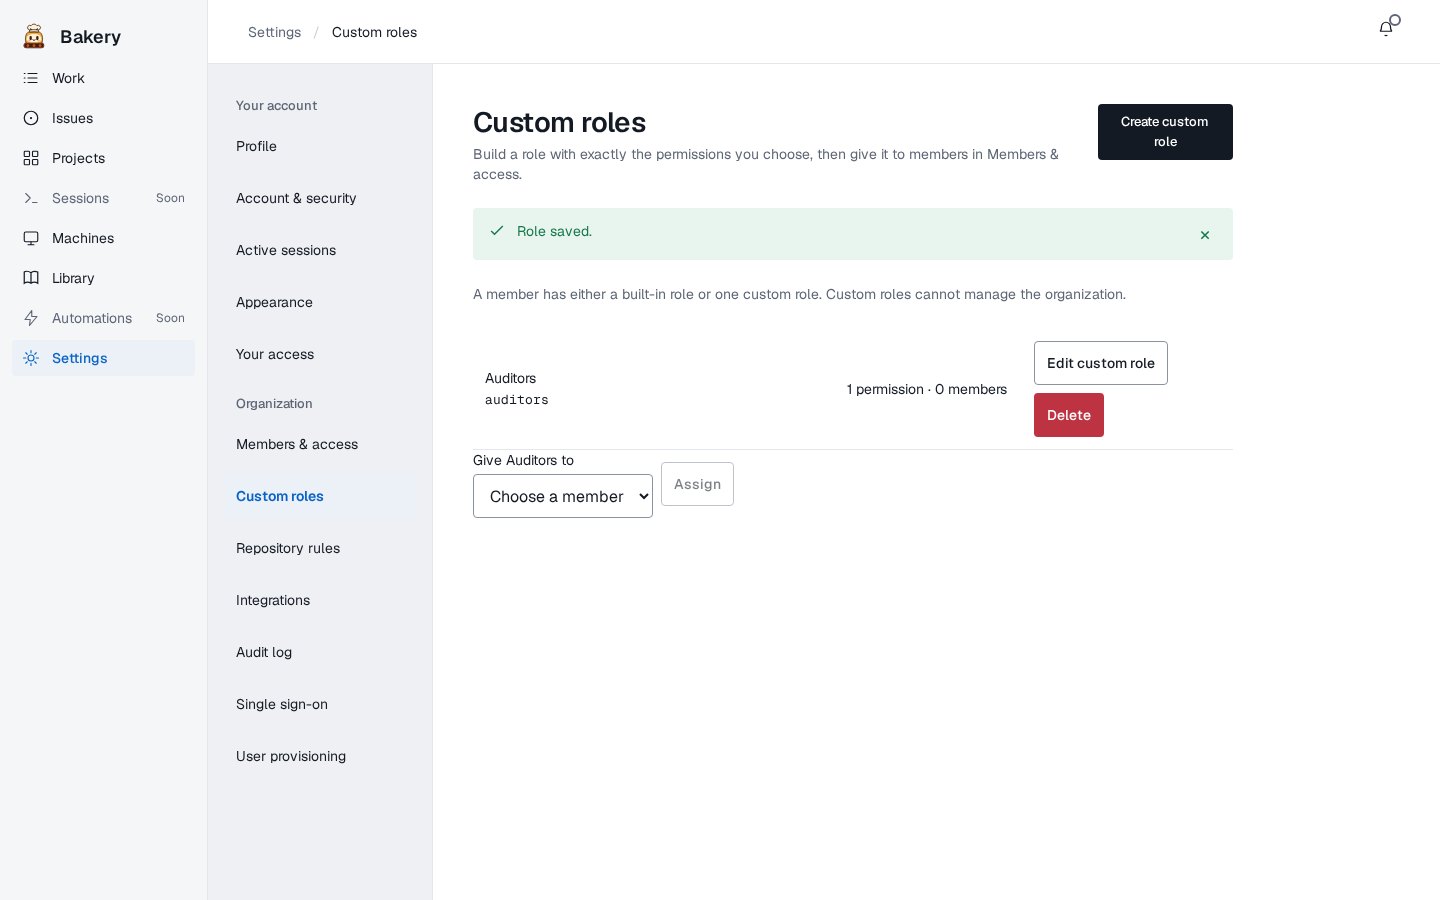 Bakery
Work
Issues
Projects
Sessions Soon
Machines
Library
Automations Soon
Settings
Settings / Custom roles
Your account
Profile
Account & security
Active sessions
Appearance
Your access
Organization
Members & access
Custom roles
Repository rules
Integrations
Audit log
Single sign-on
User provisioning
Custom roles
Build a role with exactly the permissions you choose, then give it to members in Members &
access.
Create custom
role
Role saved.
A member has either a built-in role or one custom role. Custom roles cannot manage the organization.
Auditors
auditors
1 permission · 0 members
Edit custom role
Delete
Give Auditors to
Choose a member
Assign